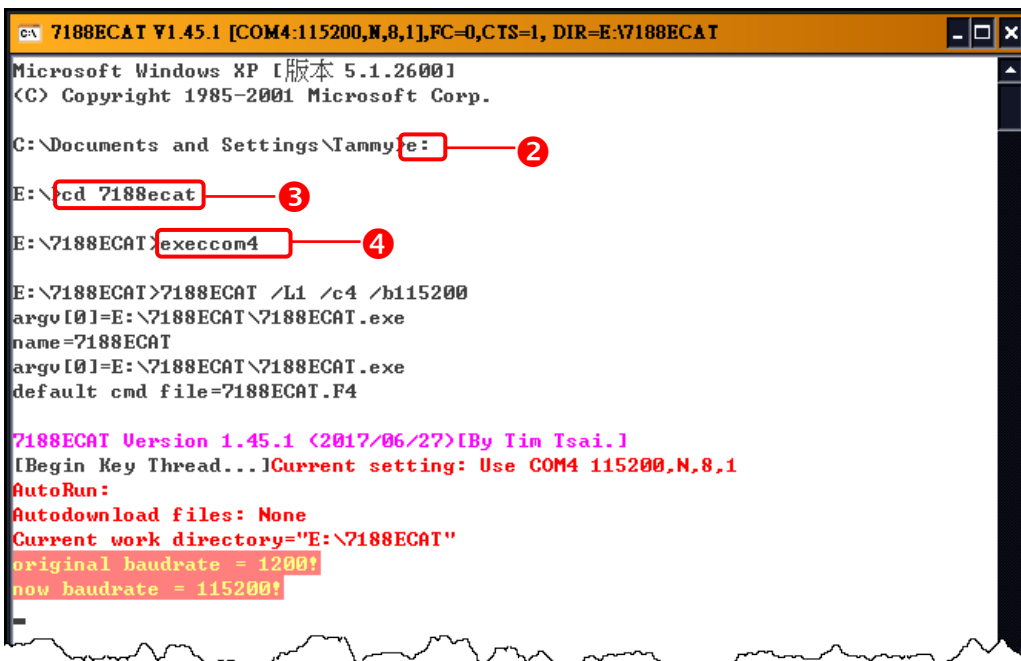 7188ECAT V1.45.1 [COM4:115200,N,8,1],FC=0,CTS=1, DIR=E:\7188ECAT
Microsoft Windows XP [版本 5.1.2600]
(C) Copyright 1985-2001 Microsoft Corp.
C:\Documents and Settings\Tammy>e:
2
E:\>cd 7188ecat
3
E:\7188ECAT>execcom4
4
E:\7188ECAT>7188ECAT /L1 /c4 /b115200
argv[0]=E:\7188ECAT\7188ECAT.exe
name=7188ECAT
argv[0]=E:\7188ECAT\7188ECAT.exe
default cmd file=7188ECAT.F4
7188ECAT Version 1.45.1 (2017/06/27)[By Tim Tsai.]
[Begin Key Thread...]Current setting: Use COM4 115200,N,8,1
AutoRun:
Autodownload files: None
Current work directory="E:\7188ECAT"
original baudrate = 1200!
now baudrate = 115200!